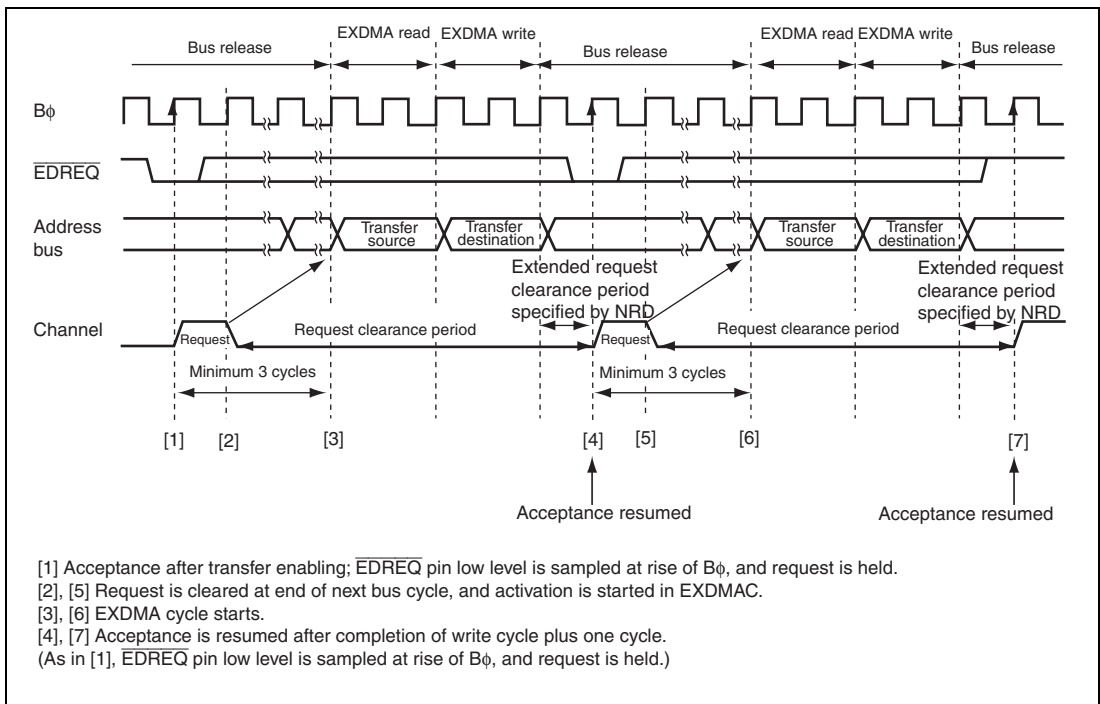 Bus release EXDMA read EXDMA write Bus release EXDMA read EXDMA write Bus release
Bϕ
EDREQ
Address bus
Transfer source
Transfer destination
Transfer source
Transfer destination
Extended request
clearance period
specified by NRD
Extended request
clearance period
specified by NRD
Channel
Request
Request clearance period
Request
Request clearance period
Minimum 3 cycles
Minimum 3 cycles
[1] [2] [3] [4] [5] [6] [7]
Acceptance resumed
Acceptance resumed
[1] Acceptance after transfer enabling; EDREQ pin low level is sampled at rise of Bϕ, and request is held.
[2], [5] Request is cleared at end of next bus cycle, and activation is started in EXDMAC.
[3], [6] EXDMA cycle starts.
[4], [7] Acceptance is resumed after completion of write cycle plus one cycle.
(As in [1], EDREQ pin low level is sampled at rise of Bϕ, and request is held.)